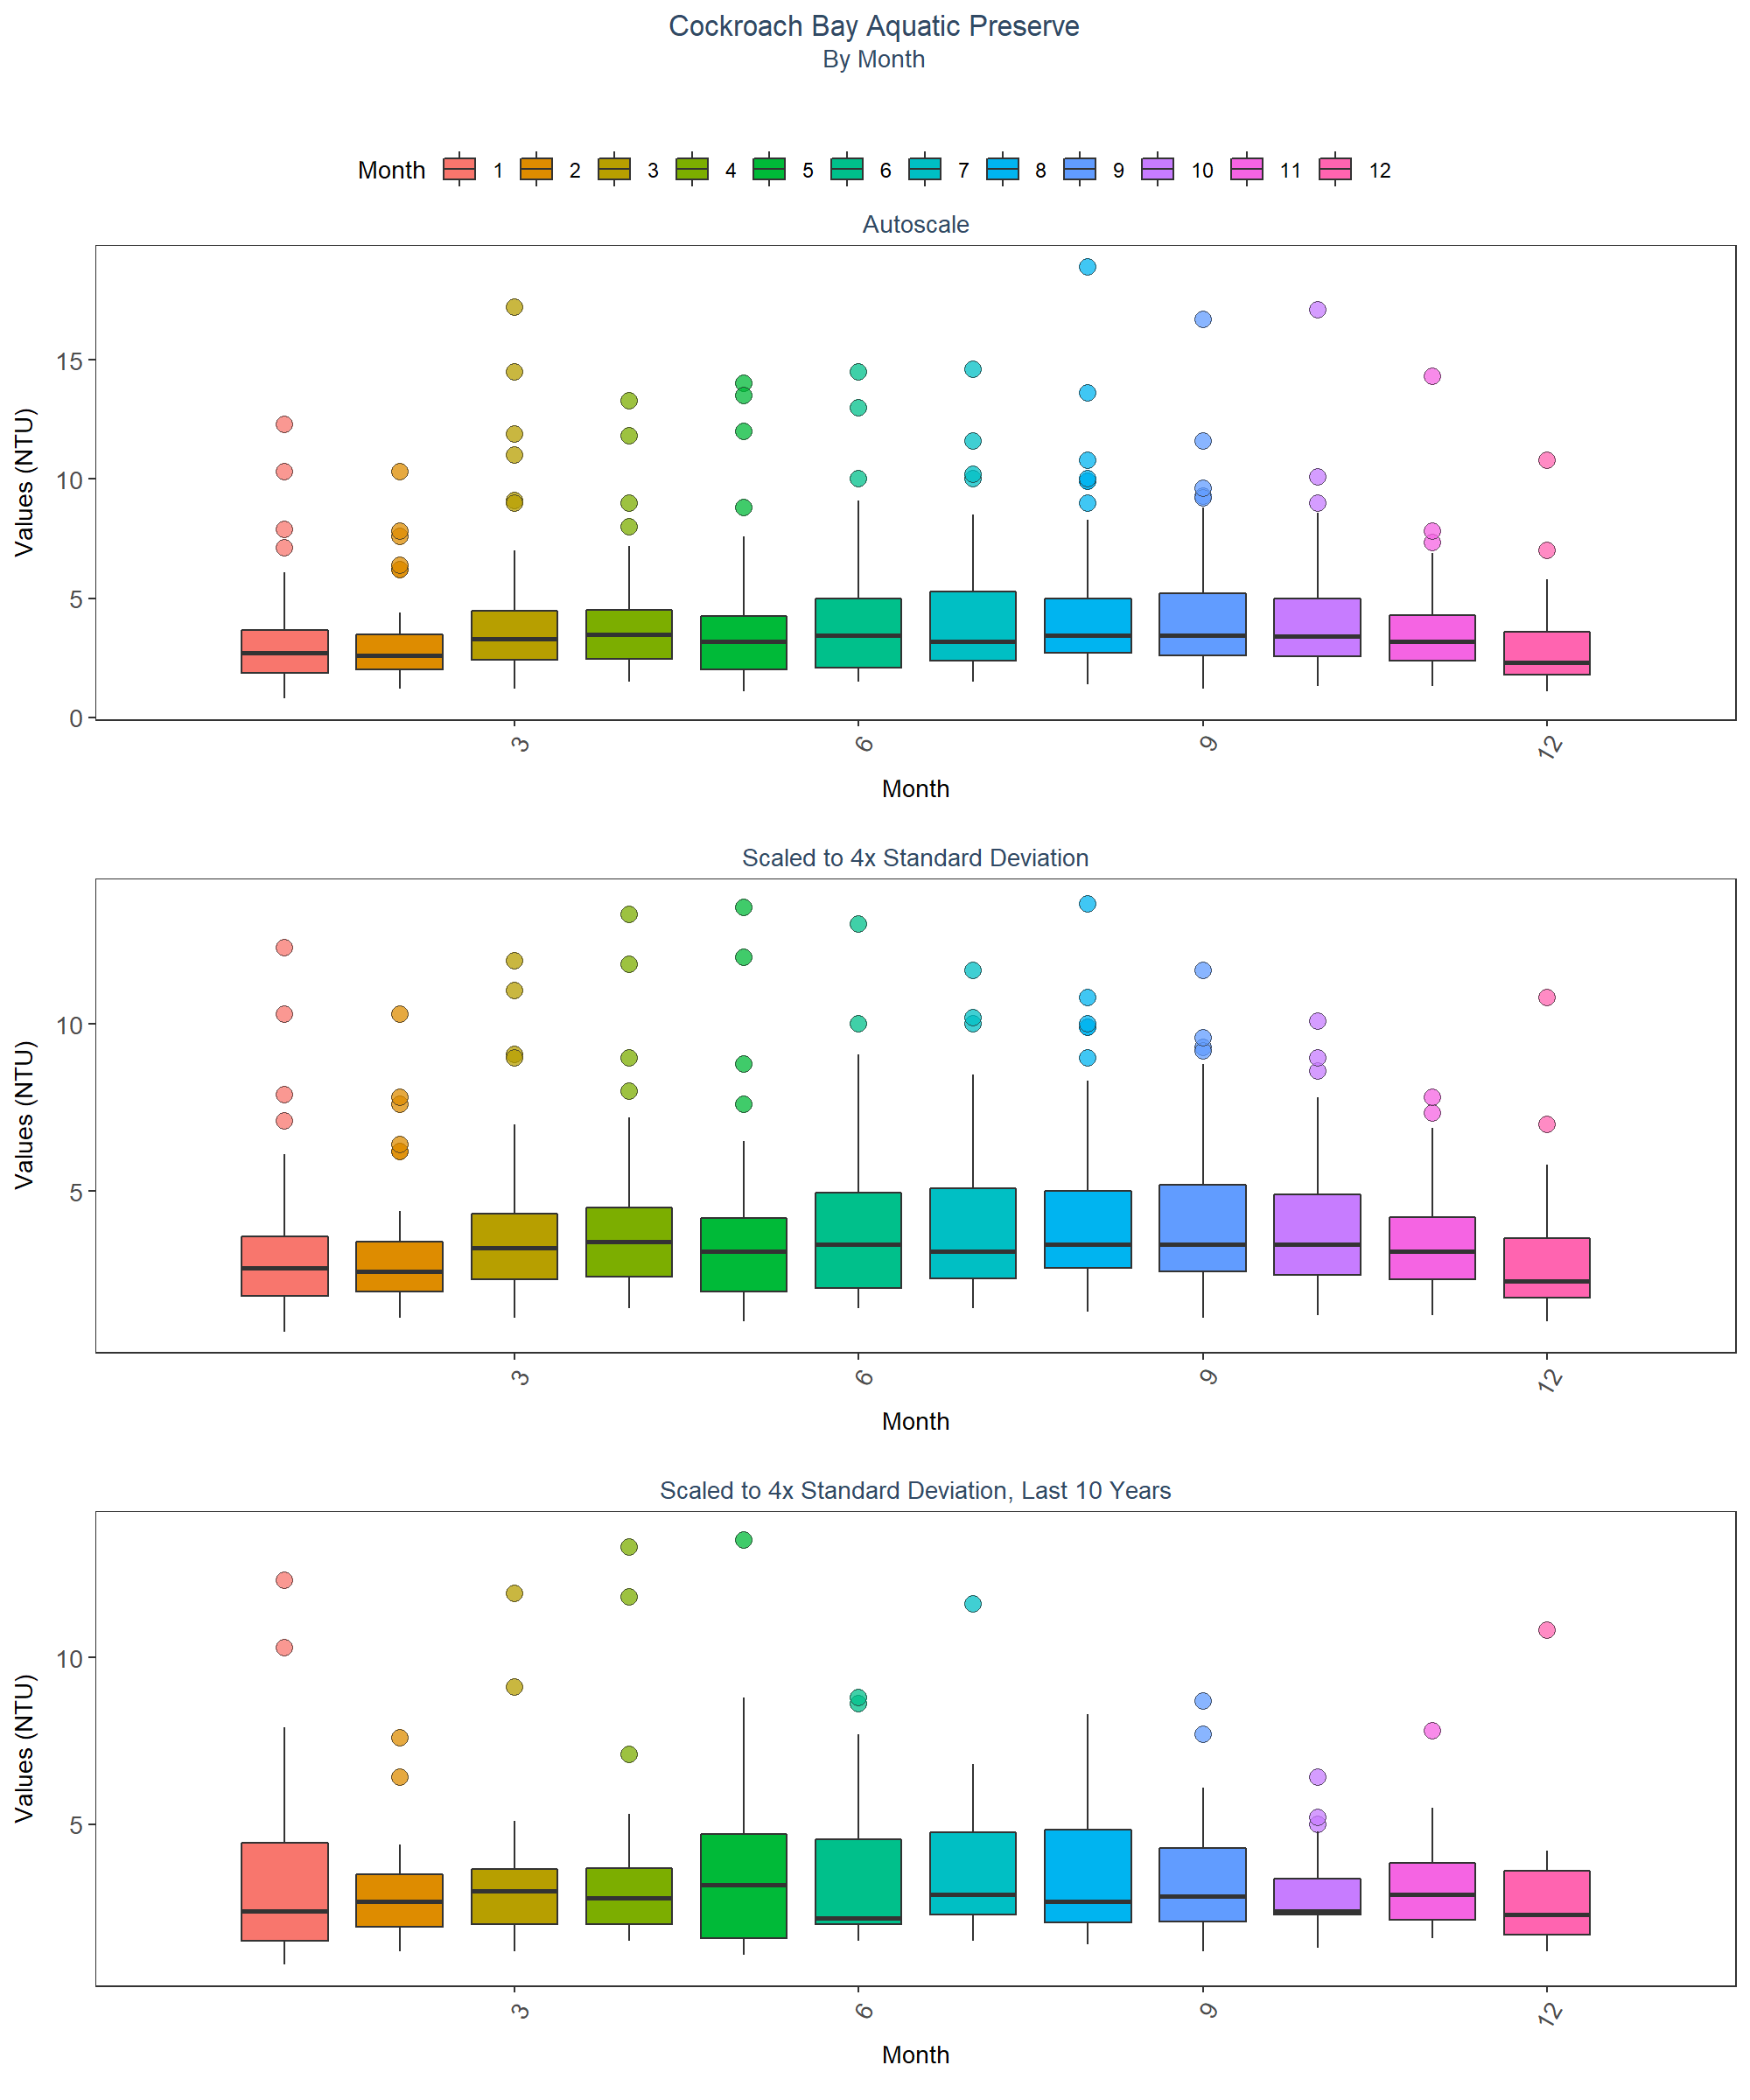 Cockroach Bay Aquatic Preserve
By Month
Month 1 2 3 4 5 6 7 8 9 10 11 12
Autoscale
Values (NTU)
15
10
5
0
3 6 9 12
Month
Scaled to 4x Standard Deviation
Values (NTU)
10
5
3 6 9 12
Month
Scaled to 4x Standard Deviation, Last 10 Years
Values (NTU)
10
5
3 6 9 12
Month